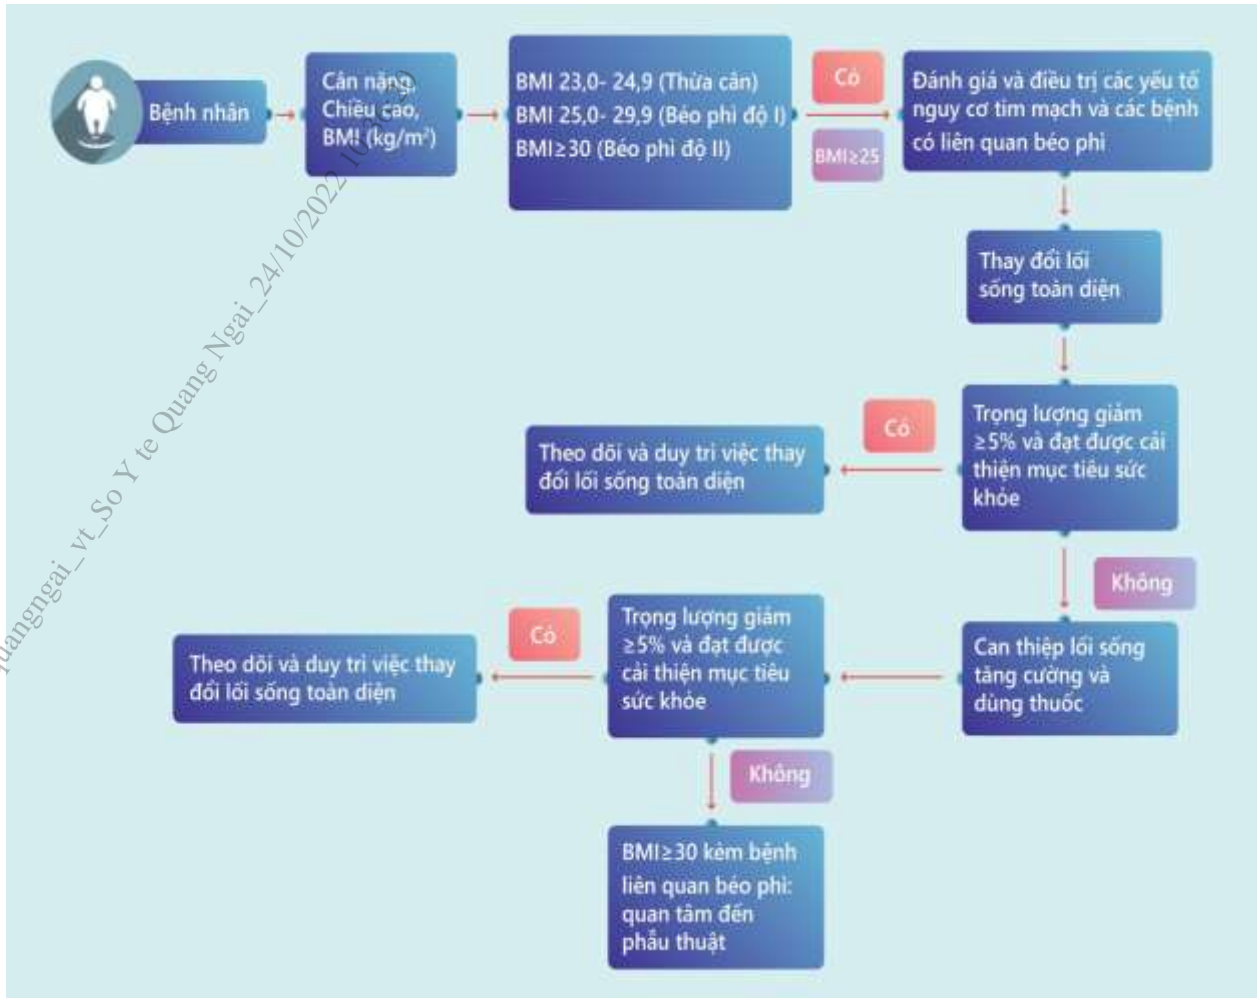 Bệnh nhân
Cân nặng,
Chiều cao,
BMI (kg/m²)
BMI 23,0- 24,9 (Thừa cân)
BMI 25,0- 29,9 (Béo phì độ I)
BMI≥30 (Béo phì độ II)
Có
BMI≥25
Đánh giá và điều trị các yếu tố
nguy cơ tim mạch và các bệnh
có liên quan béo phì
Thay đổi lối
sống toàn diện
Trọng lượng giảm
≥5% và đạt được cải
thiện mục tiêu sức
khỏe
Có
Theo dõi và duy trì việc thay
đổi lối sống toàn diện
Không
Can thiệp lối sống
tăng cường và
dùng thuốc
Trọng lượng giảm
≥5% và đạt được
cải thiện mục tiêu
sức khỏe
Có
Theo dõi và duy trì việc thay
đổi lối sống toàn diện
Không
BMI≥30 kèm bệnh
liên quan béo phì:
quan tâm đến
phẫu thuật
uangngai_vt_So Y te Quang Ngai_24/10/2022